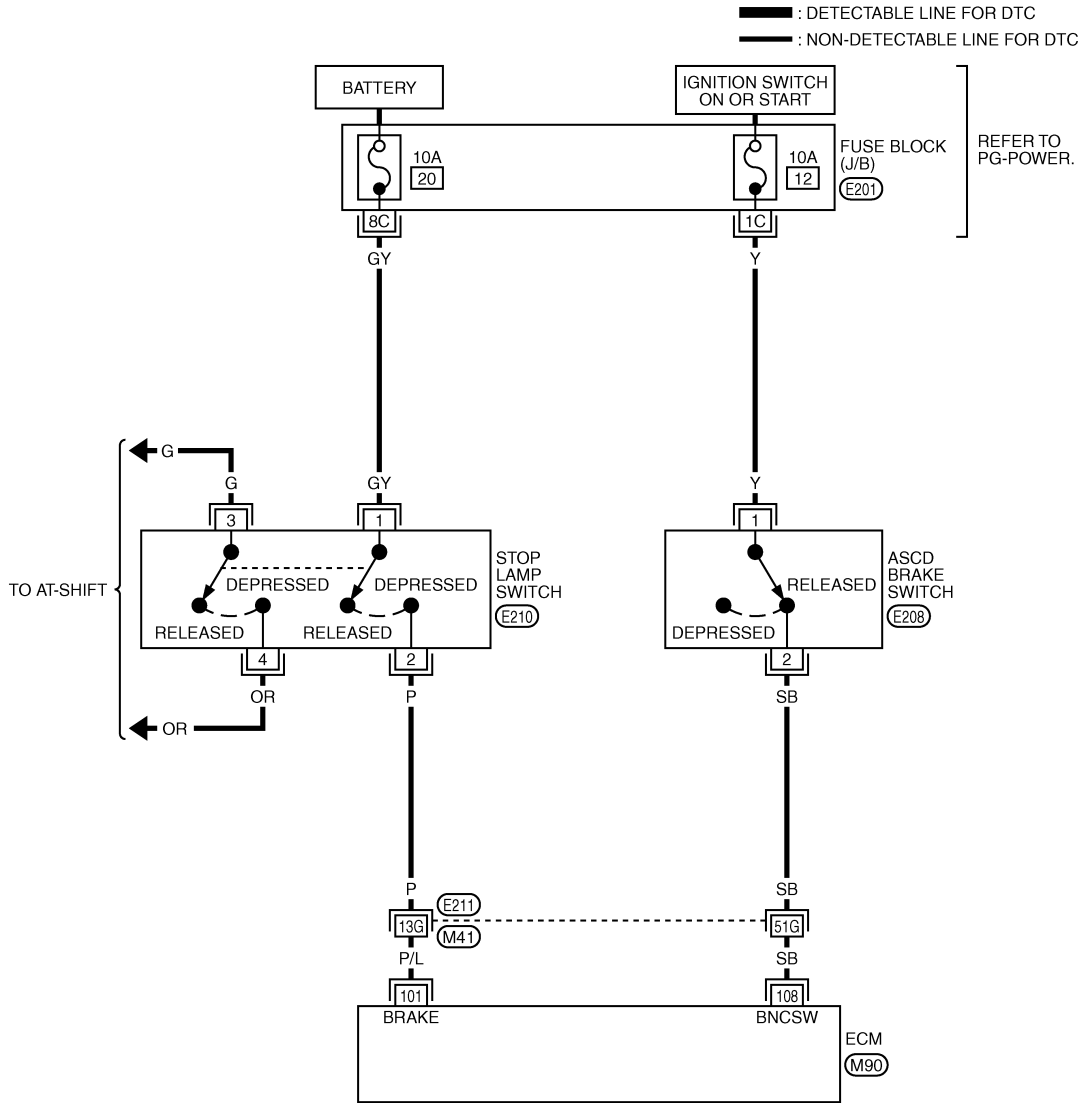 : DETECTABLE LINE FOR DTC
: NON-DETECTABLE LINE FOR DTC
BATTERY
IGNITION SWITCH
ON OR START
10A
20
10A
12
FUSE BLOCK
(J/B)
E201
REFER TO
PG-POWER.
8C
1C
GY
Y
G
G
GY
Y
3
1
1
DEPRESSED
DEPRESSED
RELEASED
RELEASED
STOP
LAMP
SWITCH
E210
RELEASED
DEPRESSED
ASCD
BRAKE
SWITCH
E208
TO AT-SHIFT
4
2
2
OR
P
SB
OR
P
SB
E211
13G
M41
51G
P/L
SB
101
108
BRAKE
BNCSW
ECM
M90